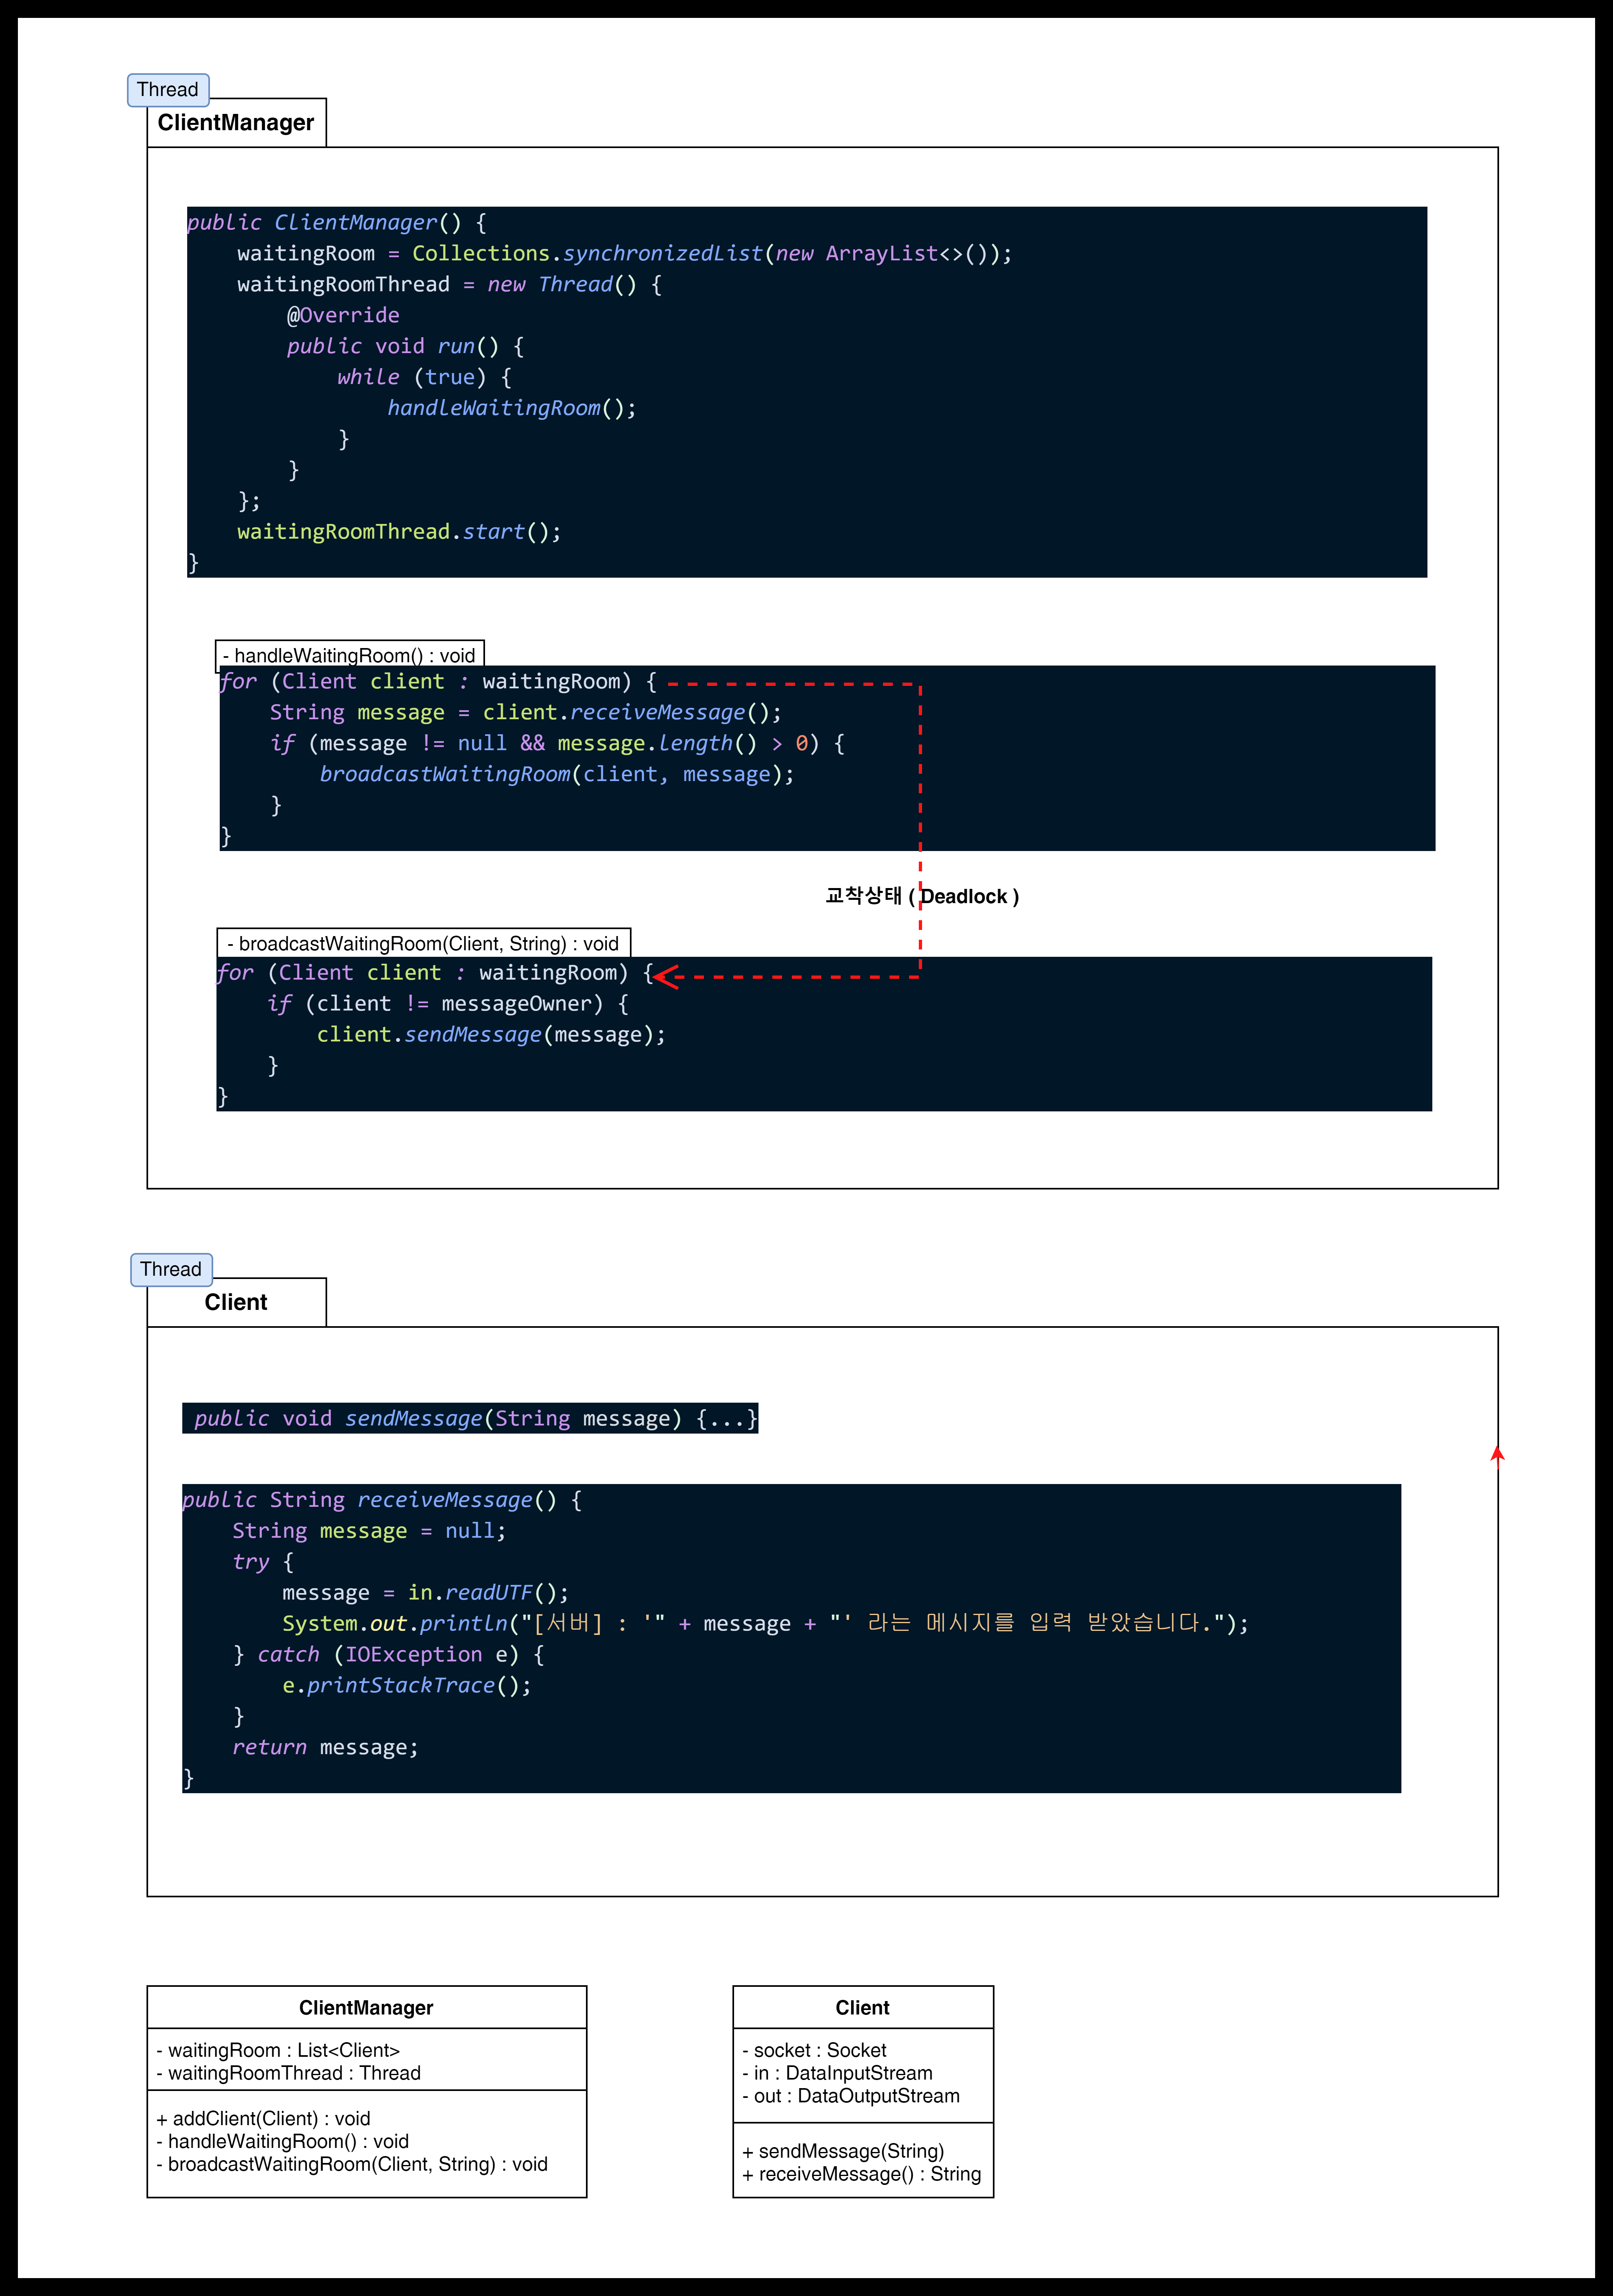 Thread
ClientManager
public ClientManager() {
    waitingRoom = Collections.synchronizedList(new ArrayList<>());
    waitingRoomThread = new Thread() {
        @Override
        public void run() {
            while (true) {
                handleWaitingRoom();
            }
        }
    };
    waitingRoomThread.start();
}
- handleWaitingRoom() : void
for (Client client : waitingRoom) {
    String message = client.receiveMessage();
    if (message != null && message.length() > 0) {
        broadcastWaitingRoom(client, message);
    }
}
교착상태 ( Deadlock )
- broadcastWaitingRoom(Client, String) : void
for (Client client : waitingRoom) {
    if (client != messageOwner) {
        client.sendMessage(message);
    }
}
Thread
Client
public void sendMessage(String message) {...}
public String receiveMessage() {
    String message = null;
    try {
        message = in.readUTF();
        System.out.println("[서버] : '" + message + "' 라는 메시지를 입력 받았습니다.");
    } catch (IOException e) {
        e.printStackTrace();
    }
    return message;
}
ClientManager
- waitingRoom : List<Client>
- waitingRoomThread : Thread
+ addClient(Client) : void
- handleWaitingRoom() : void
- broadcastWaitingRoom(Client, String) : void
Client
- socket : Socket
- in : DataInputStream
- out : DataOutputStream
+ sendMessage(String)
+ receiveMessage() : String